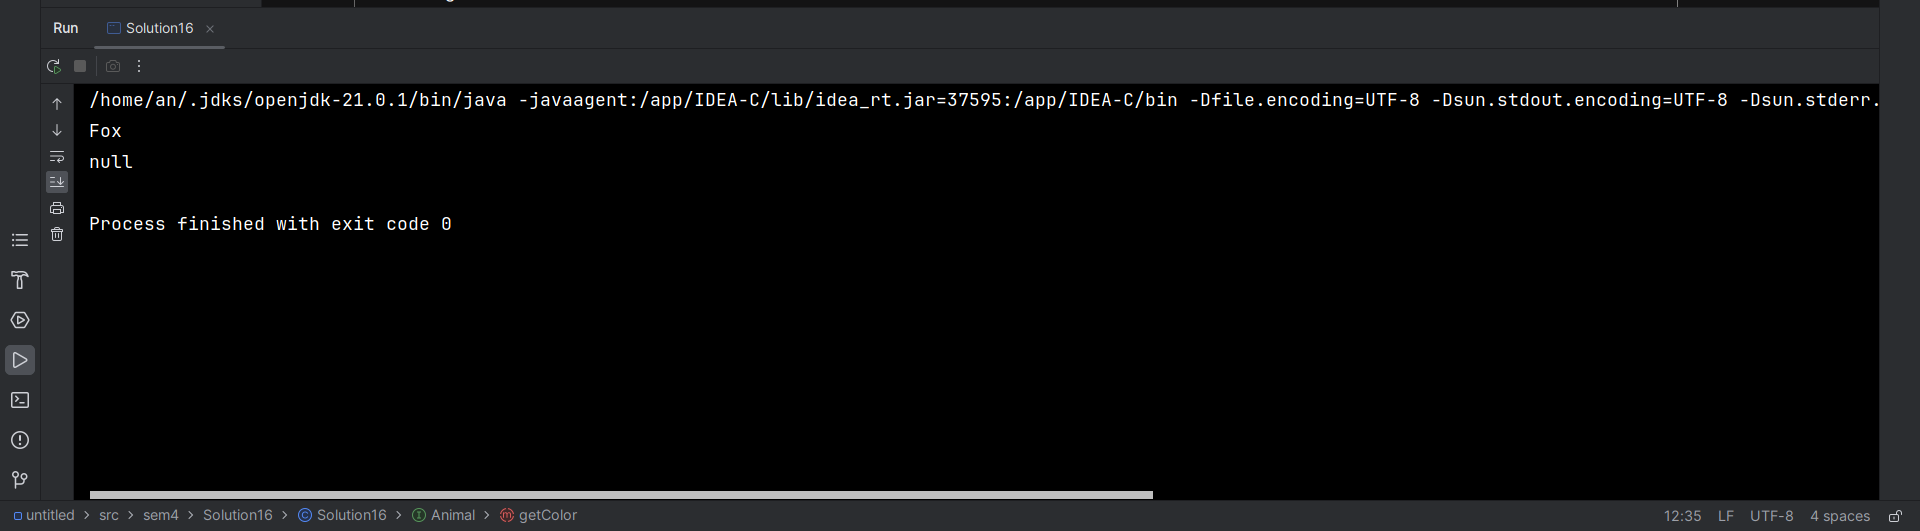 Run
Solution16
/home/an/.jdks/openjdk-21.0.1/bin/java -javaagent:/app/IDEA-C/lib/idea_rt.jar=37595:/app/IDEA-C/bin -Dfile.encoding=UTF-8 -Dsun.stdout.encoding=UTF-8 -Dsun.stderr.
Fox
null
Process finished with exit code 0
untitled > src > sem4 > Solution16 > Solution16 > Animal > getColor
12:35 LF UTF-8 4 spaces